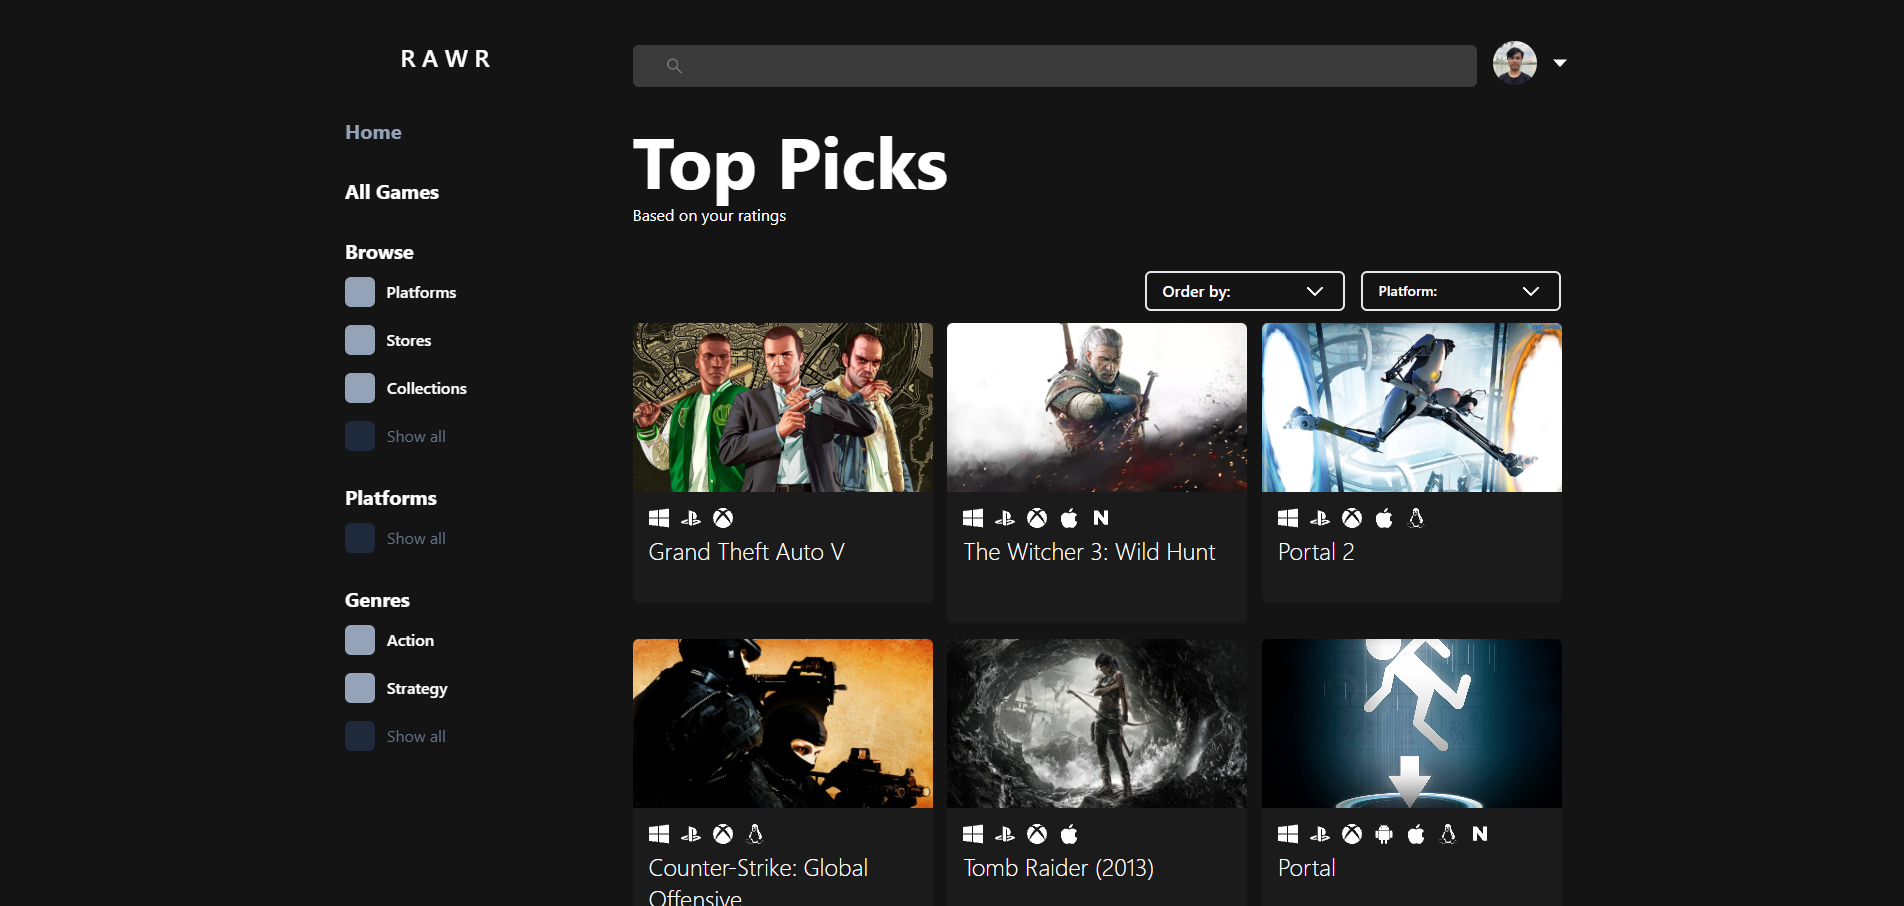 RAWR
Home
All Games
Browse
Platforms
Stores
Collections
Show all
Platforms
Show all
Genres
Action
Strategy
Show all
Top Picks
Based on your ratings
Order by:
Platform:
Grand Theft Auto V
The Witcher 3: Wild Hunt
Portal 2
Counter-Strike: Global
Offensive
Tomb Raider (2013)
Portal